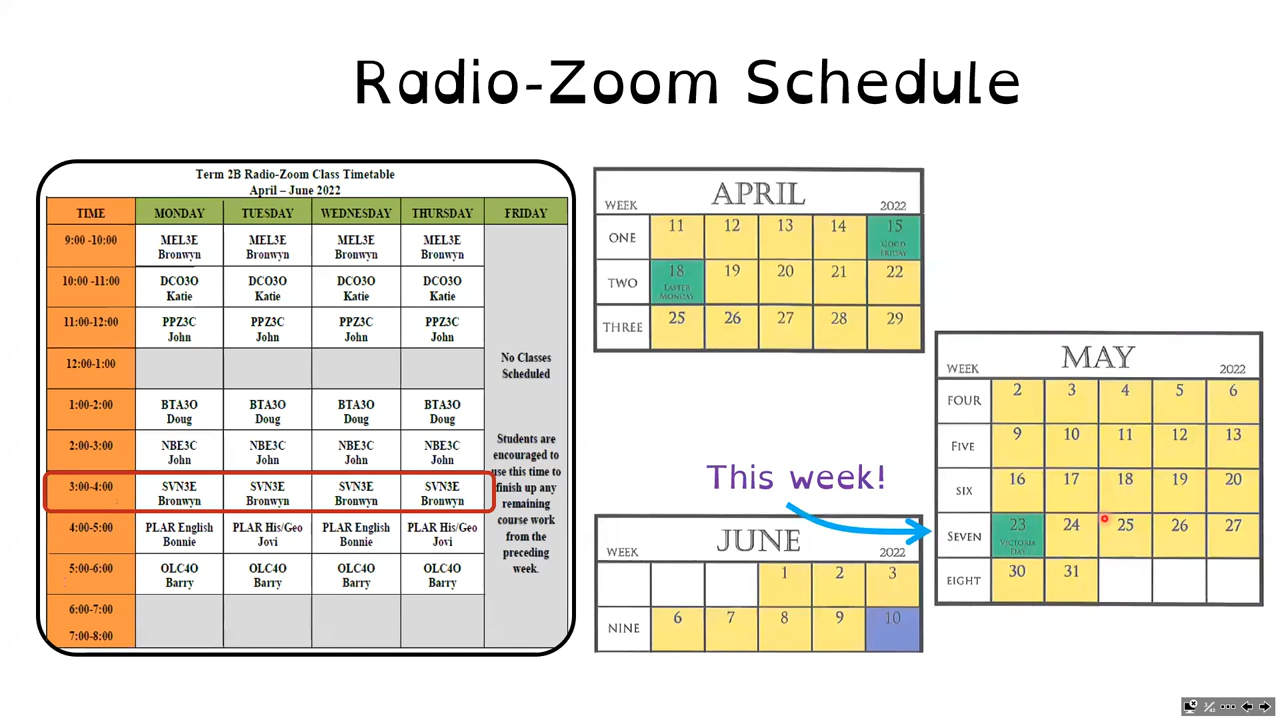 Radio-Zoom Schedule
Term 2B Radio-Zoom Class Timetable
April – June 2022
TIME MONDAY TUESDAY WEDNESDAY THURSDAY FRIDAY
9:00 -10:00 MEL3E MEL3E MEL3E MEL3E
Bronwyn Bronwyn Bronwyn Bronwyn
10:00 -11:00 DCO3O DCO3O DCO3O DCO3O
Katie Katie Katie Katie
11:00-12:00 PPZ3C PPZ3C PPZ3C PPZ3C
John John John John
12:00-1:00
No Classes
Scheduled
1:00-2:00 BTA3O BTA3O BTA3O BTA3O
Doug Doug Doug Doug
2:00-3:00 NBE3C NBE3C NBE3C NBE3C
John John John John
3:00-4:00 SVN3E SVN3E SVN3E SVN3E
Bronwyn Bronwyn Bronwyn Bronwyn
4:00-5:00 PLAR English PLAR His/Geo PLAR English PLAR His/Geo
Bonnie Jovi Bonnie Jovi
5:00-6:00 OLC4O OLC4O OLC4O OLC4O
Barry Barry Barry Barry
6:00-7:00
7:00-8:00
Students are
encouraged to
use this time to
finish up any
remaining
course work
from the
preceding
week.
APRIL
WEEK 2022
ONE 11 12 13 14 15
GOOD
FRIDAY
TWO 18 19 20 21 22
EASTER
MONDAY
THREE 25 26 27 28 29
MAY
WEEK 2022
FOUR 2 3 4 5 6
FIVE 9 10 11 12 13
SIX 16 17 18 19 20
SEVEN 23 24 25 26 27
VICTORIA
DAY
EIGHT 30 31
This week!
JUNE
WEEK 2022
1 2 3
NINE 6 7 8 9 10